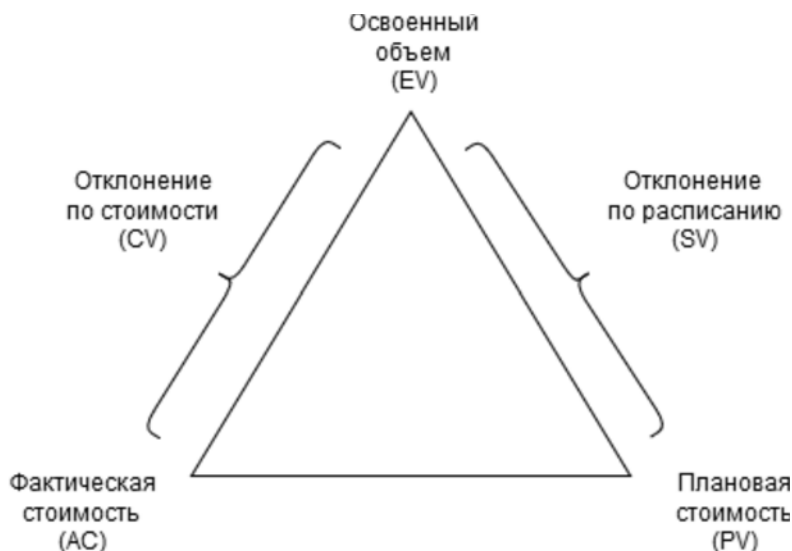 Освоенный
объем
(EV)
Отклонение
по стоимости
(CV)
Отклонение
по расписанию
(SV)
Фактическая
стоимость
(AC)
Плановая
стоимость
(PV)